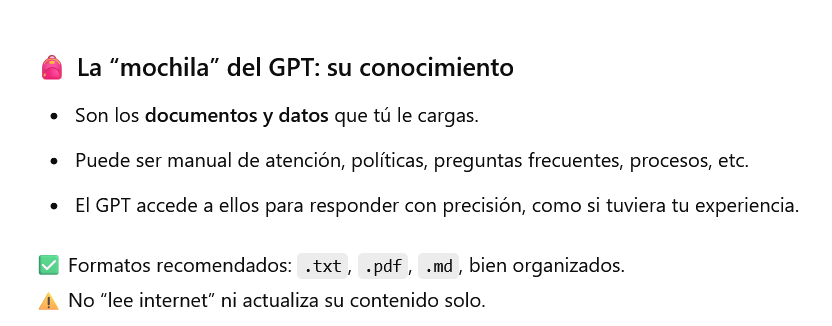 🎒 La “mochila” del GPT: su conocimiento
• Son los documentos y datos que tú le cargas.
• Puede ser manual de atención, políticas, preguntas frecuentes, procesos, etc.
• El GPT accede a ellos para responder con precisión, como si tuviera tu experiencia.
✅ Formatos recomendados: .txt, .pdf, .md, bien organizados.
⚠️ No “lee internet” ni actualiza su contenido solo.